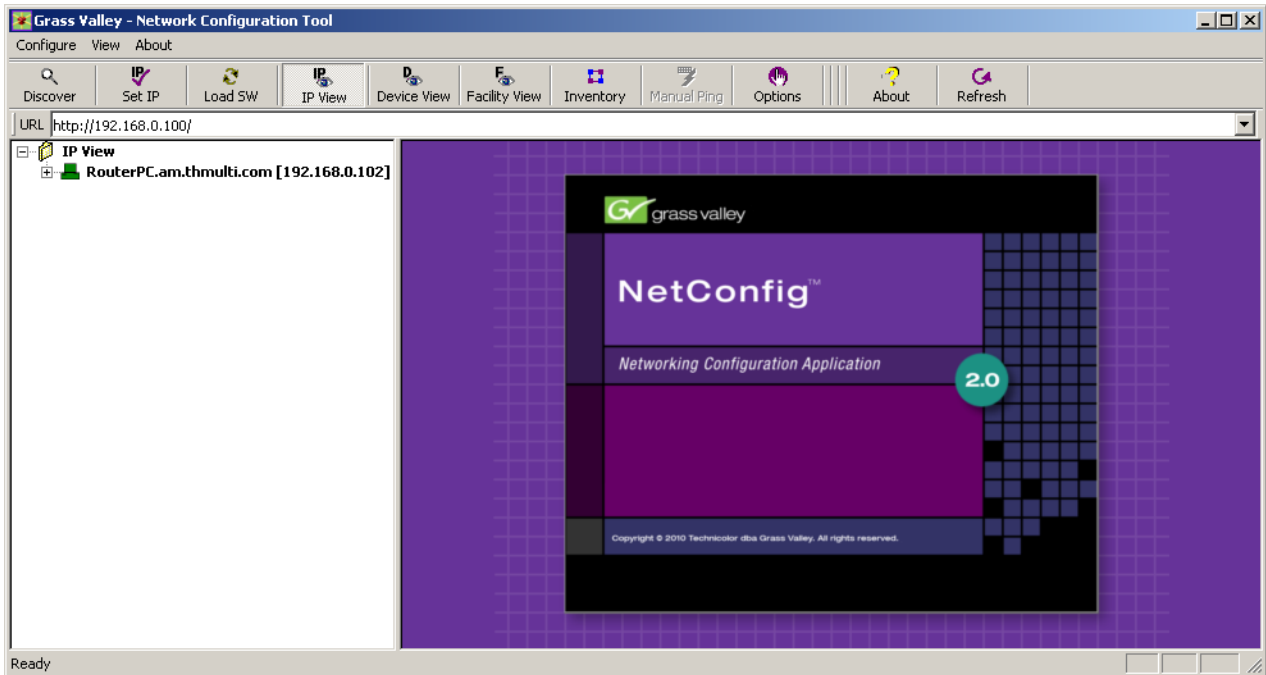 Grass Valley - Network Configuration Tool
Configure View About
Discover Set IP Load SW IP View Device View Facility View Inventory Manual Ping Options About Refresh
URL http://192.168.0.100/
IP View
RouterPC.am.thmulti.com [192.168.0.102]
grass valley
NetConfig™
Networking Configuration Application
2.0
Copyright © 2010 Technicolor dba Grass Valley. All rights reserved.
Ready